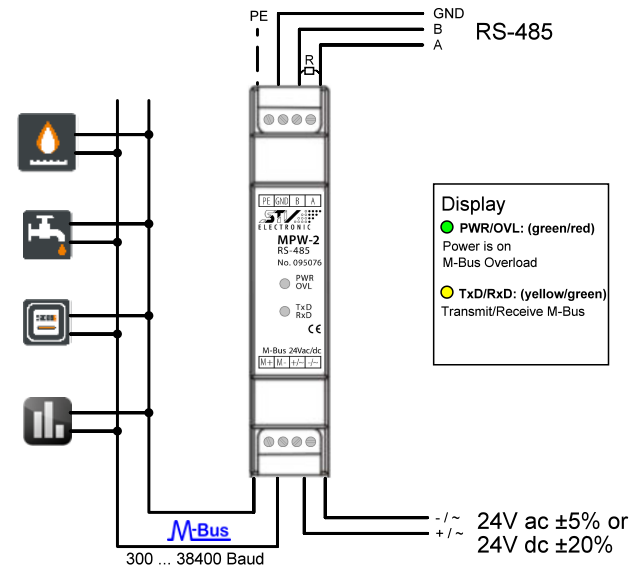 PE
GND
B
A
RS-485
R
PE GND B A
STV
ELECTRONIC
MPW-2
RS-485
No. 095076
PWR
OVL
TxD
RxD
CE
M-Bus 24Vac/dc
M+ M- +/~ -/~
Display
PWR/OVL: (green/red)
Power is on
M-Bus Overload
TxD/RxD: (yellow/green)
Transmit/Receive M-Bus
M-Bus
300 ... 38400 Baud
- / ~
+ / ~
24V ac ±5% or
24V dc ±20%